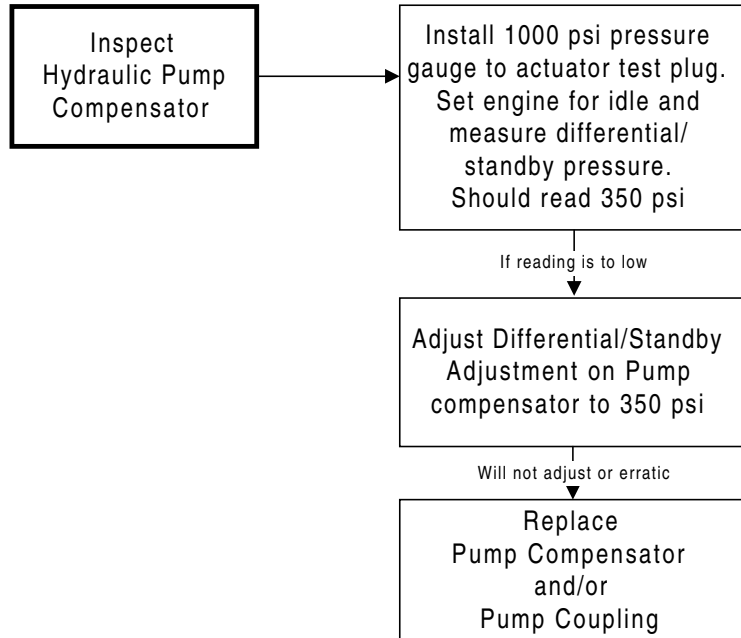 Inspect
Hydraulic Pump
Compensator
Install 1000 psi pressure
gauge to actuator test plug.
Set engine for idle and
measure differential/
standby pressure.
Should read 350 psi
If reading is to low
Adjust Differential/Standby
Adjustment on Pump
compensator to 350 psi
Will not adjust or erratic
Replace
Pump Compensator
and/or
Pump Coupling